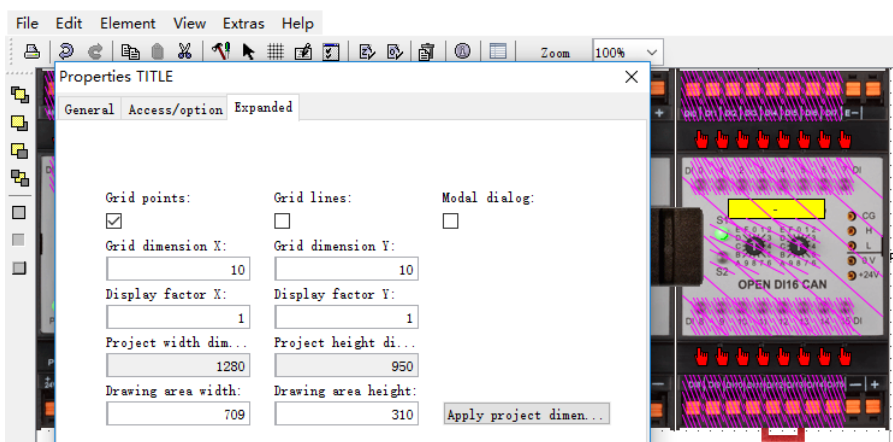 File Edit Element View Extras Help
Zoom 100%
Properties TITLE
General Access/option Expanded
Grid points: Grid lines: Modal dialog:
Grid dimension X: Grid dimension Y:
10 10
Display factor X: Display factor Y:
1 1
Project width dim... Project height di...
1280 950
Drawing area width: Drawing area height:
709 310 Apply project dimen...
CG
H
L
0V
+24V
S2
OPEN DI16 CAN